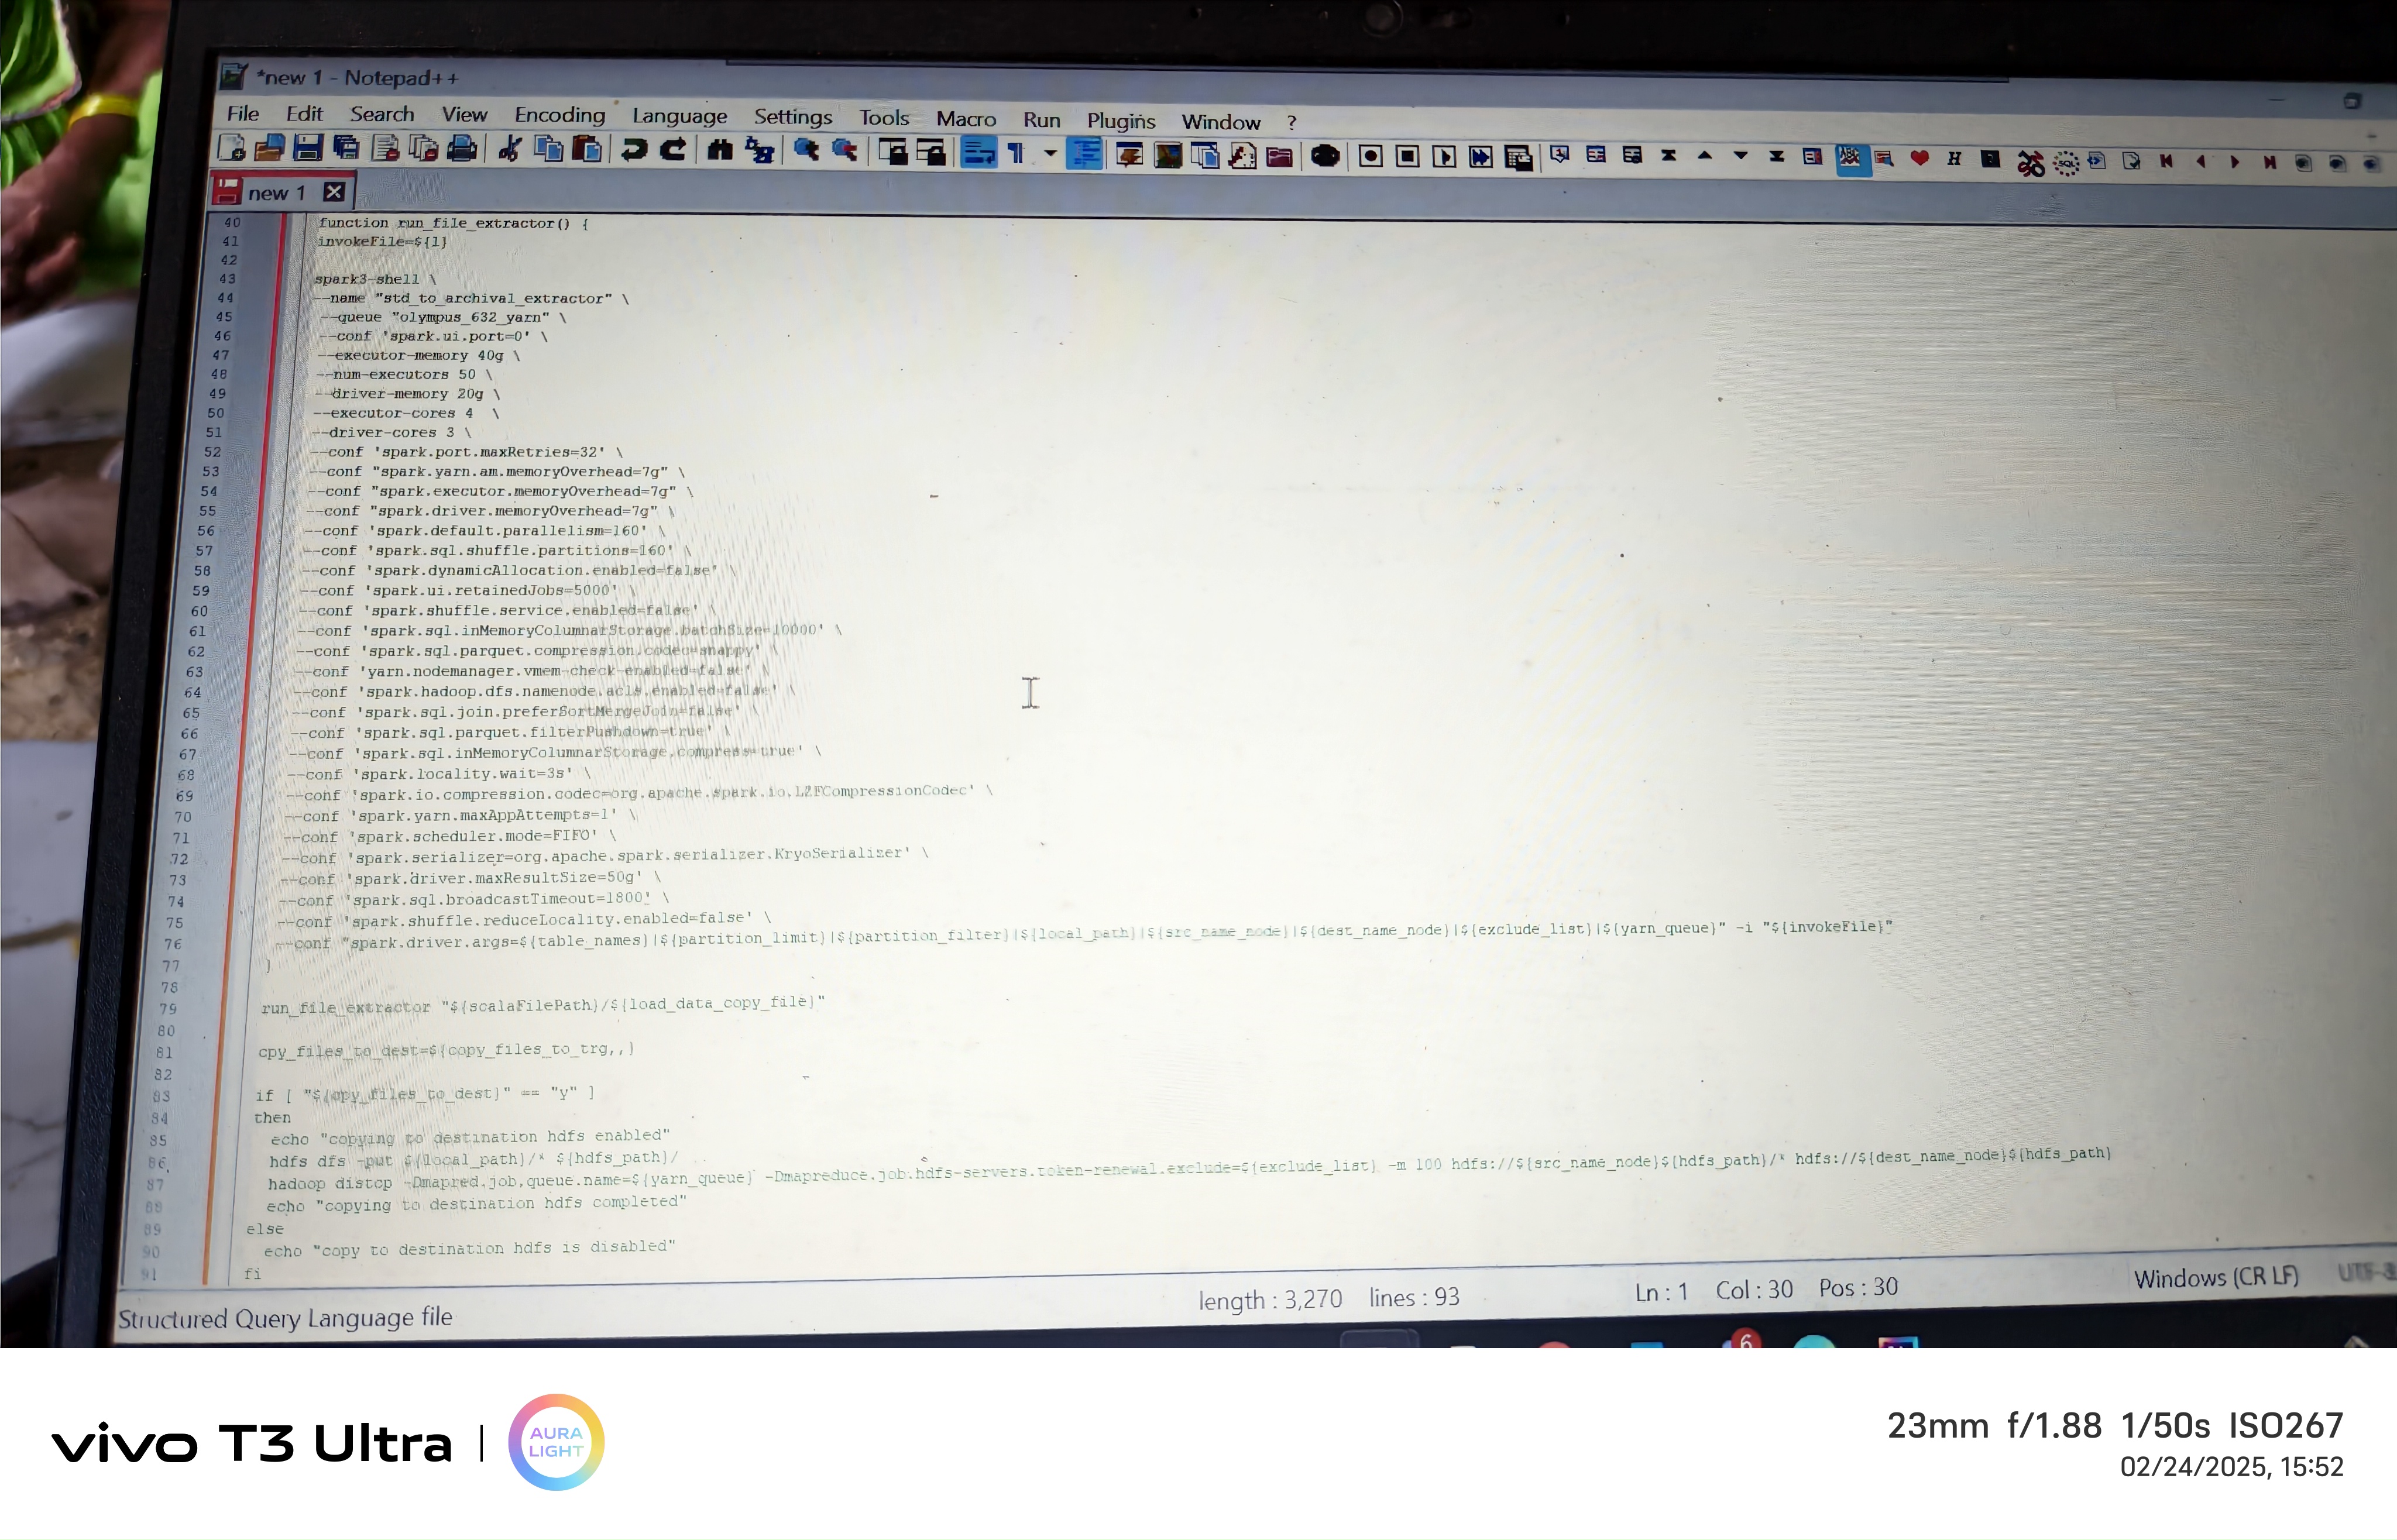 *new 1 - Notepad++
File Edit Search View Encoding Language Settings Tools Macro Run Plugins Window ?
new 1
40 function run_file_extractor() {
41 invokeFile=${1}
42
43 spark3-shell \
44 --name "std_to_archival_extractor" \
45 --queue "olympus_632_yarn" \
46 --conf 'spark.ui.port=0' \
47 --executor-memory 40g \
48 --num-executors 50 \
49 --driver-memory 20g \
50 --executor-cores 4 \
51 --driver-cores 3 \
52 --conf 'spark.port.maxRetries=32' \
53 --conf "spark.yarn.am.memoryOverhead=7g" \
54 --conf "spark.executor.memoryOverhead=7g" \
55 --conf "spark.driver.memoryOverhead=7g" \
56 --conf 'spark.default.parallelism=160' \
57 --conf 'spark.sql.shuffle.partitions=160' \
58 --conf 'spark.dynamicAllocation.enabled=false' \
59 --conf 'spark.ui.retainedJobs=5000' \
60 --conf 'spark.shuffle.service.enabled=false' \
61 --conf 'spark.sql.inMemoryColumnarStorage.batchSize=10000' \
62 --conf 'spark.sql.parquet.compression.codec=snappy' \
63 --conf 'yarn.nodemanager.vmem-check-enabled=false' \
64 --conf 'spark.hadoop.dfs.namenode.acls.enabled=false' \
65 --conf 'spark.sql.join.preferSortMergeJoin=false' \
66 --conf 'spark.sql.parquet.filterPushdown=true' \
67 --conf 'spark.sql.inMemoryColumnarStorage.compress=true' \
68 --conf 'spark.locality.wait=3s' \
69 --conf 'spark.io.compression.codec=org.apache.spark.io.LZFCompressionCodec' \
70 --conf 'spark.yarn.maxAppAttempts=1' \
71 --conf 'spark.scheduler.mode=FIFO' \
72 --conf 'spark.serializer=org.apache.spark.serializer.KryoSerializer' \
73 --conf 'spark.driver.maxResultSize=50g' \
74 --conf 'spark.sql.broadcastTimeout=1800' \
75 --conf 'spark.shuffle.reduceLocality.enabled=false' \
76 --conf "spark.driver.args=${table_names}|${partition_limit}|${partition_filter}|${local_path}|${src_name_node}|${dest_name_node}|${exclude_list}|${yarn_queue}" -i "${invokeFile}"
77 }
78
79 run_file_extractor "${scalaFilePath}/${load_data_copy_file}"
80
81 cpy_files_to_dest=${copy_files_to_trg,,}
82
83 if [ "${cpy_files_to_dest}" == "y" ]
84 then
85 echo "copying to destination hdfs enabled"
86 hdfs dfs -put ${local_path}/* ${hdfs_path}/
87 hadoop distcp -Dmapred.job.queue.name=${yarn_queue} -Dmapreduce.job.hdfs-servers.token-renewal.exclude=${exclude_list} -m 100 hdfs://${src_name_node}${hdfs_path}/* hdfs://${dest_name_node}${hdfs_path}
88 echo "copying to destination hdfs completed"
89 else
90 echo "copy to destination hdfs is disabled"
91 fi
Structured Query Language file length : 3,270 lines : 93 Ln : 1 Col : 30 Pos : 30 Windows (CR LF)
6
vivo T3 Ultra | AURA LIGHT
23mm f/1.88 1/50s ISO267
02/24/2025, 15:52